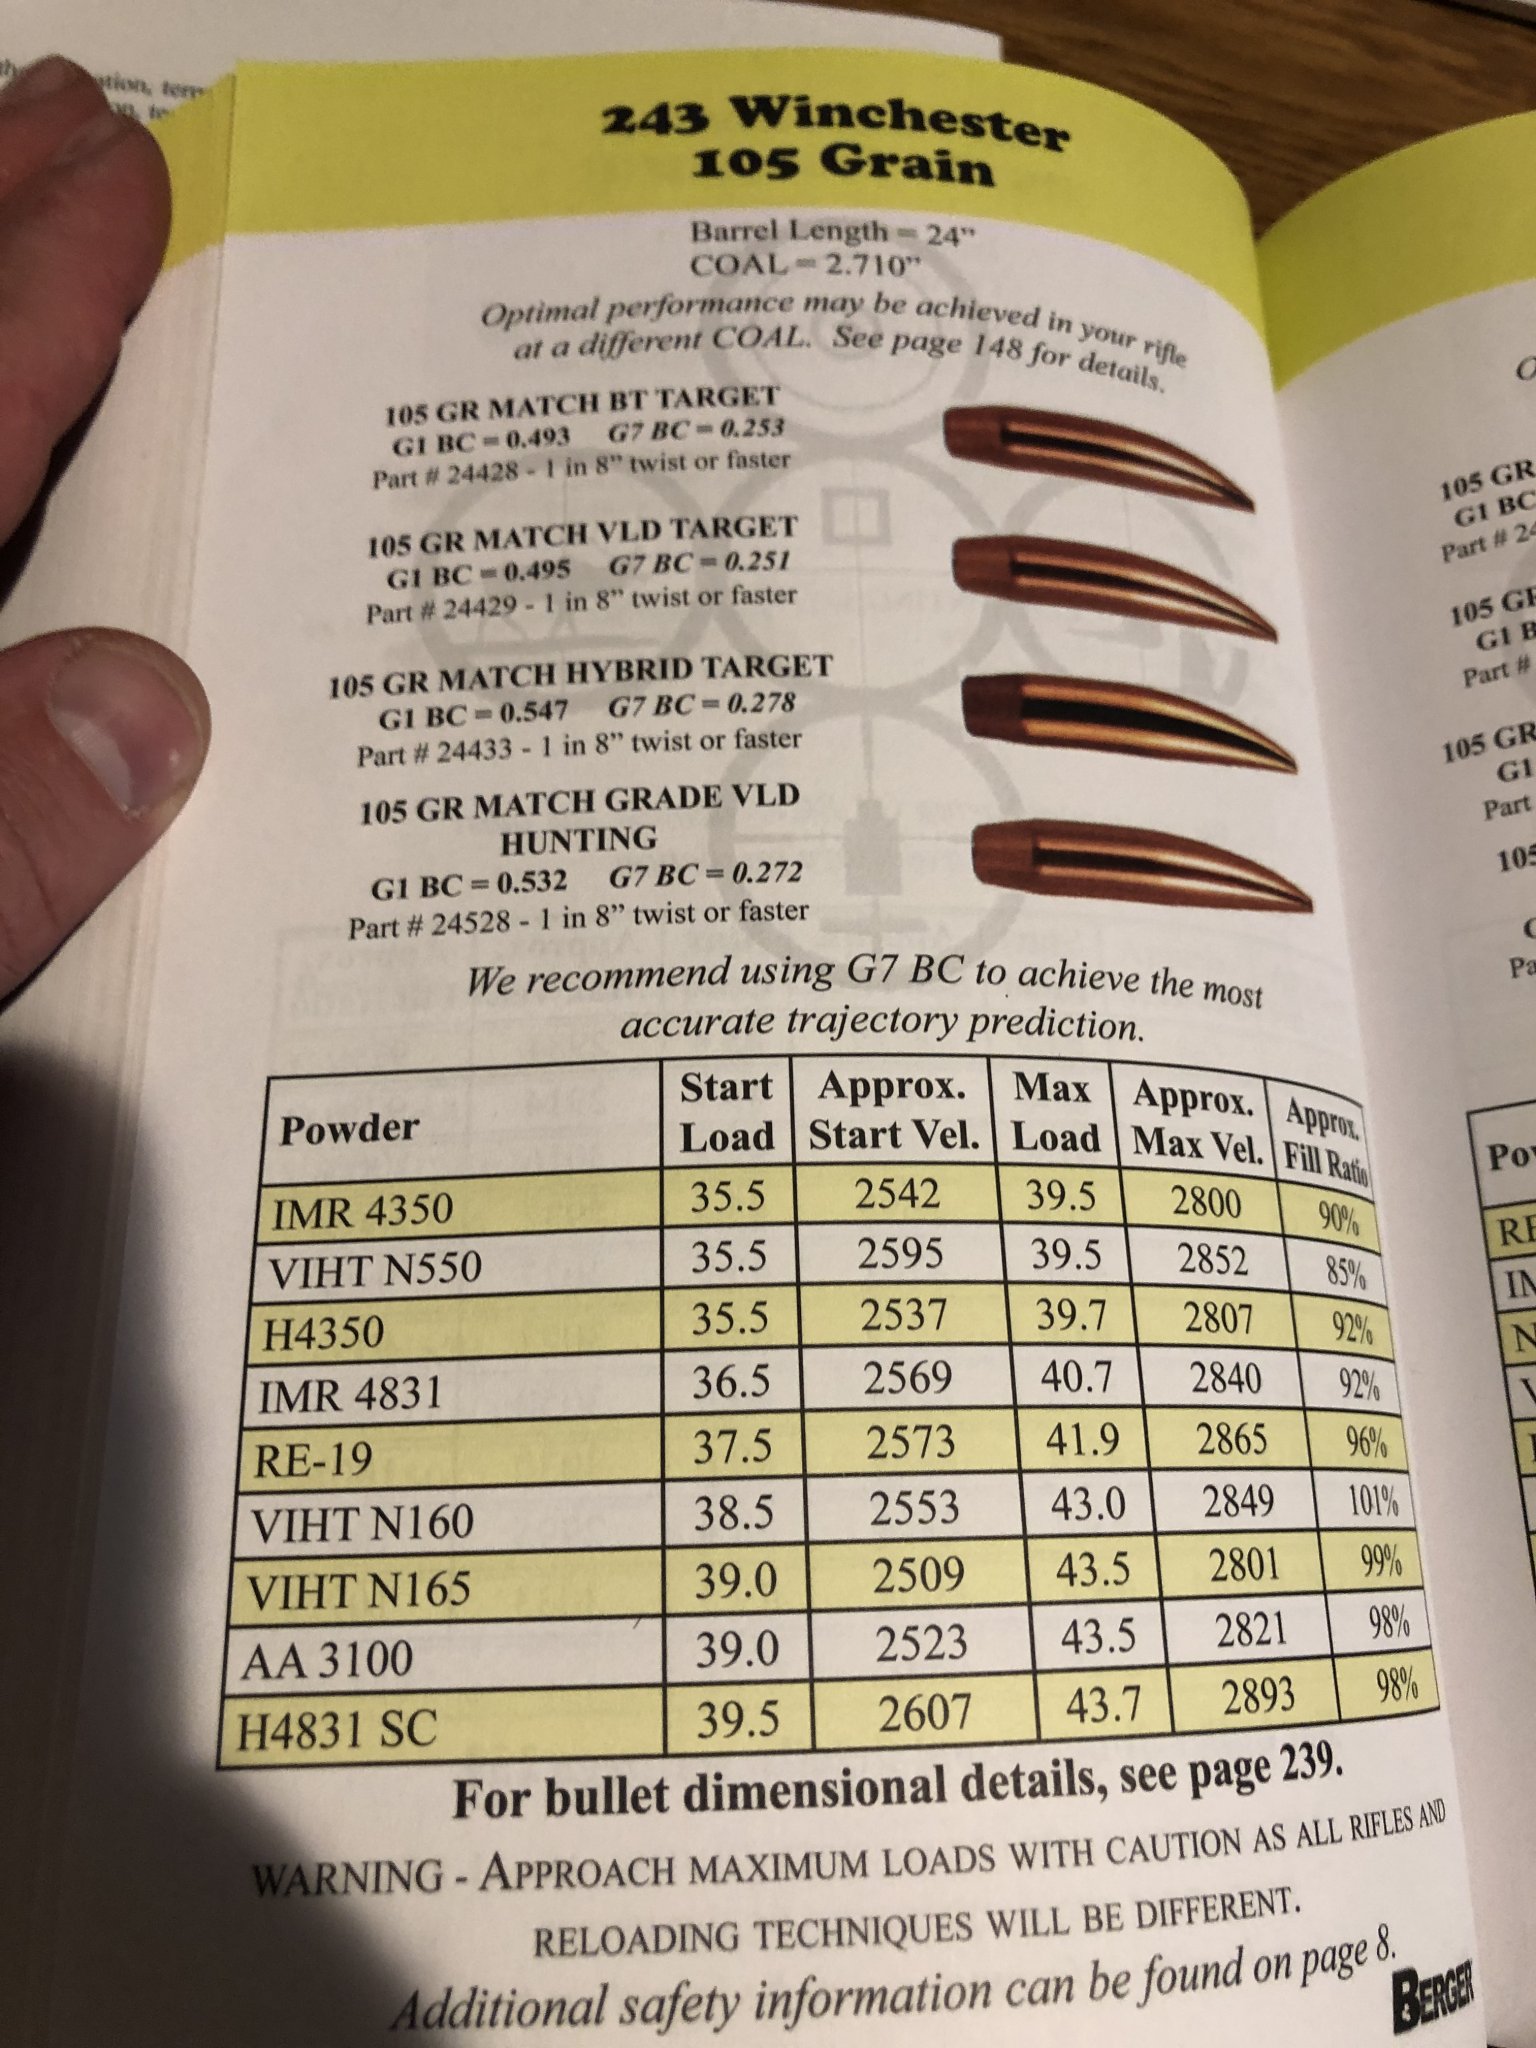 ation, terr
243 Winchester
105 Grain
Barrel Length = 24”
COAL = 2.710”
Optimal performance may be achieved in your rifle
at a different COAL. See page 148 for details.
105 GR MATCH BT TARGET
G1 BC = 0.493 G7 BC = 0.253
Part # 24428 - 1 in 8” twist or faster
105 GR MATCH VLD TARGET
G1 BC = 0.495 G7 BC = 0.251
Part # 24429 - 1 in 8” twist or faster
105 GR MATCH HYBRID TARGET
G1 BC = 0.547 G7 BC = 0.278
Part # 24433 - 1 in 8” twist or faster
105 GR MATCH GRADE VLD
HUNTING
G1 BC = 0.532 G7 BC = 0.272
Part # 24528 - 1 in 8” twist or faster
We recommend using G7 BC to achieve the most
accurate trajectory prediction.
Powder Start Load Approx. Start Vel. Max Load Approx. Max Vel. Approx. Fill Ratio
IMR 4350 35.5 2542 39.5 2800 90%
VIHT N550 35.5 2595 39.5 2852 85%
H4350 35.5 2537 39.7 2807 92%
IMR 4831 36.5 2569 40.7 2840 92%
RE-19 37.5 2573 41.9 2865 96%
VIHT N160 38.5 2553 43.0 2849 101%
VIHT N165 39.0 2509 43.5 2801 99%
AA 3100 39.0 2523 43.5 2821 98%
H4831 SC 39.5 2607 43.7 2893 98%
For bullet dimensional details, see page 239.
WARNING - APPROACH MAXIMUM LOADS WITH CAUTION AS ALL RIFLES AND
RELOADING TECHNIQUES WILL BE DIFFERENT.
Additional safety information can be found on page 8.
BERGER
105 GR
G1 BC
Part # 24
105 GR
G1 B
Part #
105 GR
G1
Part
105
Pa
Po
RE